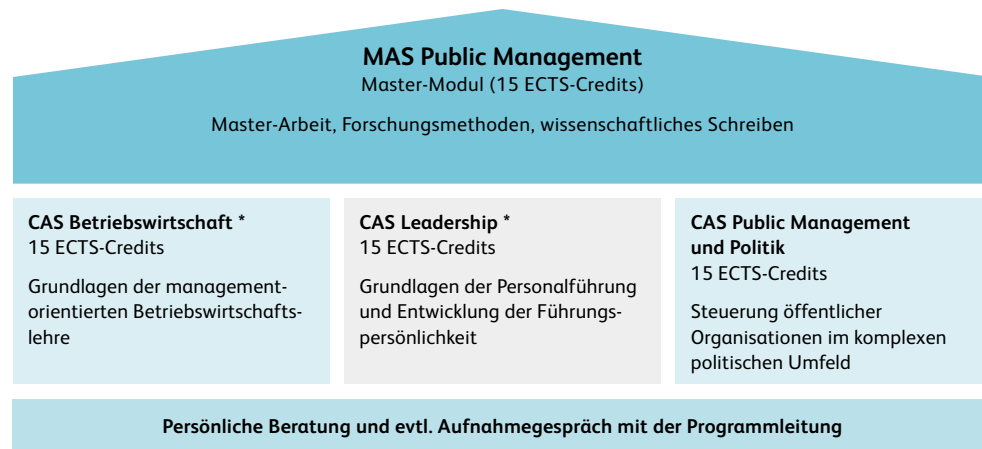 MAS Public Management
Master-Modul (15 ECTS-Credits)
Master-Arbeit, Forschungsmethoden, wissenschaftliches Schreiben
CAS Betriebswirtschaft *
15 ECTS-Credits
Grundlagen der management-
orientierten Betriebswirtschafts-
lehre
CAS Leadership *
15 ECTS-Credits
Grundlagen der Personalführung
und Entwicklung der Führungs-
persönlichkeit
CAS Public Management
und Politik
15 ECTS-Credits
Steuerung öffentlicher
Organisationen im komplexen
politischen Umfeld
Persönliche Beratung und evtl. Aufnahmegespräch mit der Programmleitung